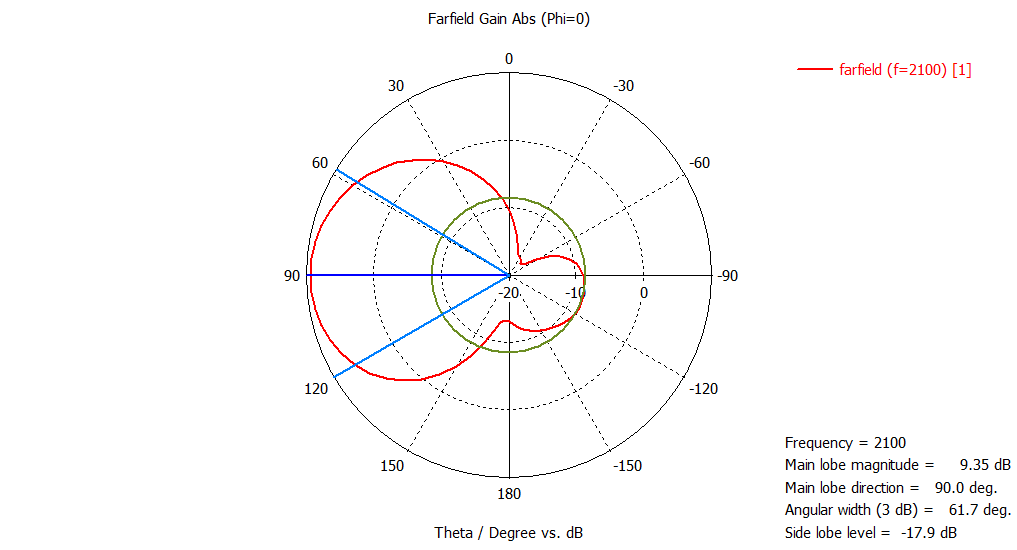 Farfield Gain Abs (Phi=0)
farfield (f=2100) [1]
0
30
-30
60
-60
90
-20
-10
0
-90
120
-120
150
-150
180
Frequency = 2100
Main lobe magnitude = 9.35 dB
Main lobe direction = 90.0 deg.
Angular width (3 dB) = 61.7 deg.
Side lobe level = -17.9 dB
Theta / Degree vs. dB